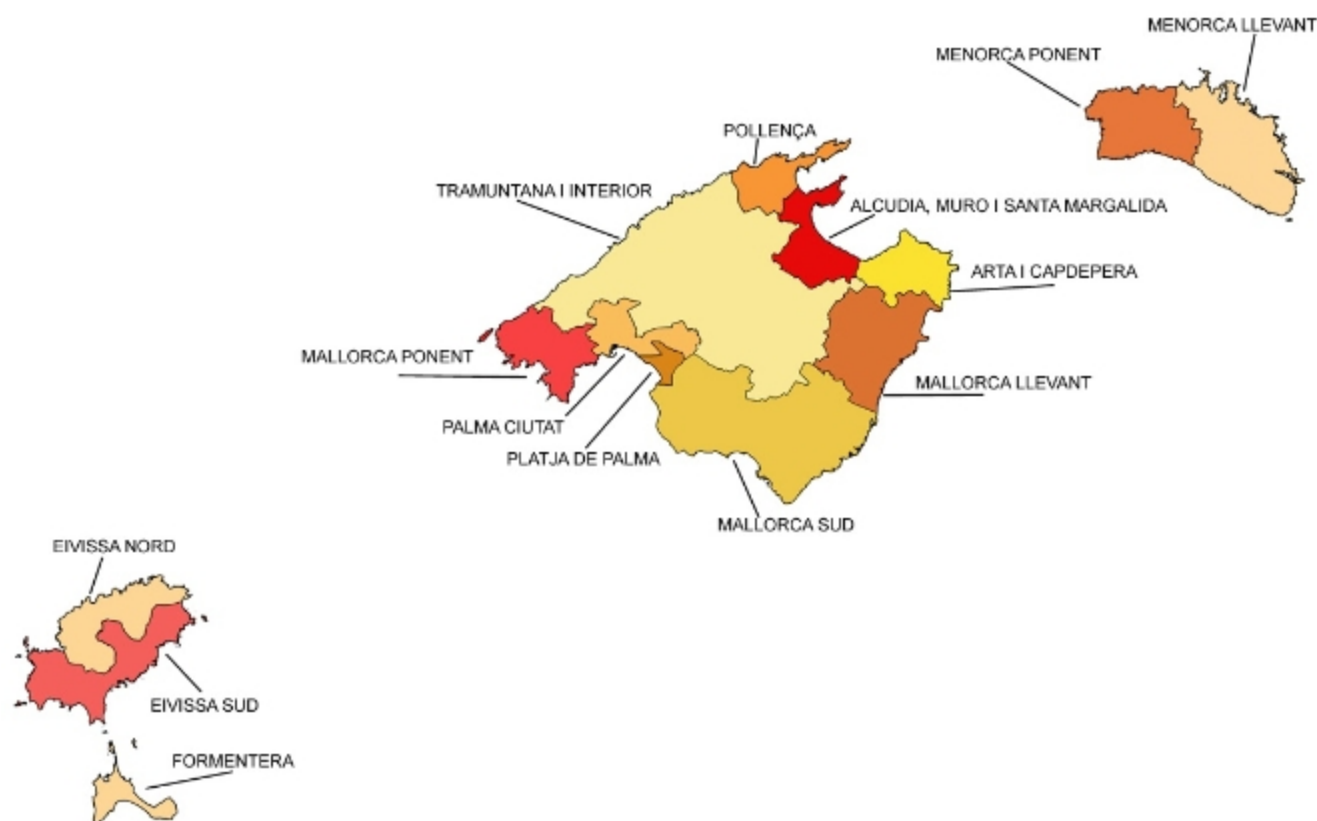 MENORCA LLEVANT
MENORCA PONENT
POLLENÇA
TRAMUNTANA I INTERIOR
ALCUDIA, MURO I SANTA MARGALIDA
ARTA I CAPDEPERA
MALLORCA PONENT
MALLORCA LLEVANT
PALMA CIUTAT
PLATJA DE PALMA
MALLORCA SUD
EIVISSA NORD
EIVISSA SUD
FORMENTERA